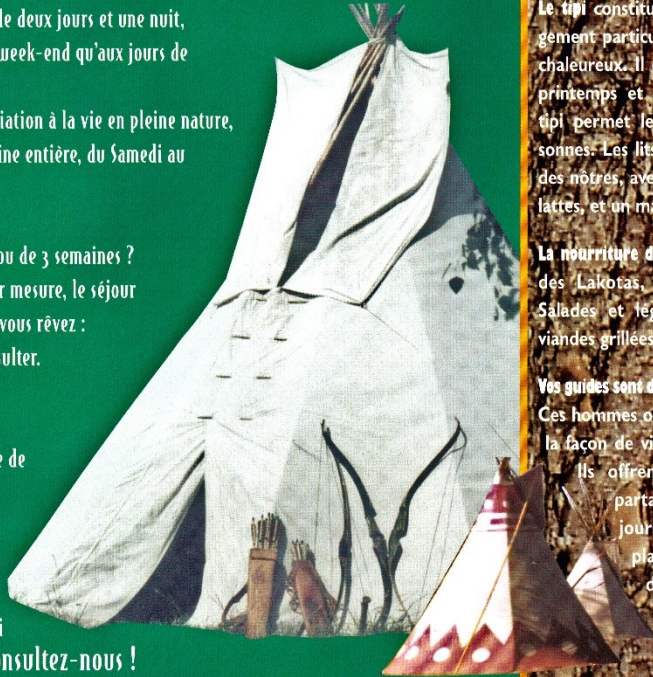 le deux jours et une nuit,
week-end qu'aux jours de
iation à la vie en pleine nature,
ine entière, du Samedi au
ou de 3 semaines ?
r mesure, le séjour
vous rêvez :
sulter.
e de
i
nsultez-nous !
Le tipi constitu
gement particu
chaleureux. Il
printemps et
tipi permet le
sonnes. Les lits
des nôtres, ave
lattes, et un ma
La nourriture d
des Lakotas,
Salades et lég
viandes grillées
Vos guides sont d
Ces hommes o
la façon de vi
Ils offren
parta
jour
pla
d